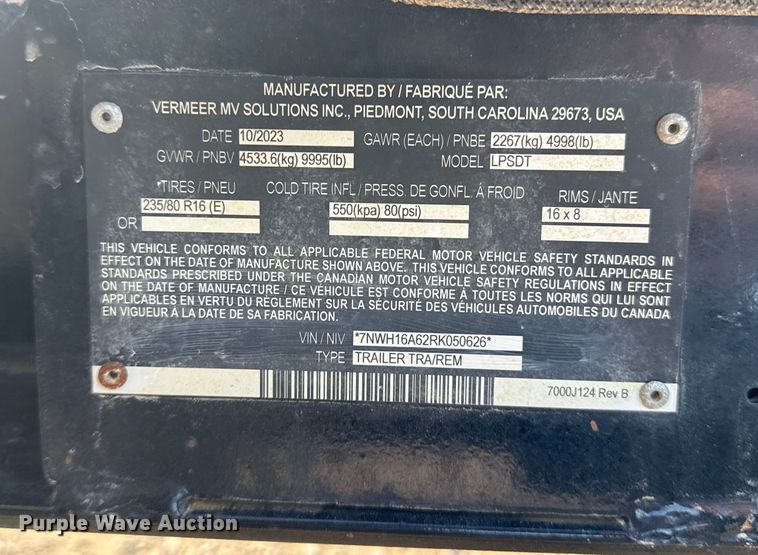 MANUFACTURED BY / FABRIQUÉ PAR:
VERMEER MV SOLUTIONS INC., PIEDMONT, SOUTH CAROLINA 29673, USA
DATE 10/2023 GAWR (EACH) / PNBE 2267(kg) 4998(lb)
GVWR / PNBV 4533.6(kg) 9995(lb) MODEL LPSDT
TIRES / PNEU COLD TIRE INFL / PRESS. DE GONFL. À FROID RIMS / JANTE
235/80 R16 (E) 550(kpa) 80(psi) 16 x 8
OR
THIS VEHICLE CONFORMS TO ALL APPLICABLE FEDERAL MOTOR VEHICLE SAFETY STANDARDS IN
EFFECT ON THE DATE OF MANUFACTURE SHOWN ABOVE. THIS VEHICLE CONFORMS TO ALL APPLICABLE
STANDARDS PRESCRIBED UNDER THE CANADIAN MOTOR VEHICLE SAFETY REGULATIONS IN EFFECT
ON THE DATE OF MANUFACTURE / CE VÉHICULE EST CONFORME À TOUTES LES NORMS QUI LUI SONT
APPLICABLES EN VERTU DU RÈGLEMENT SUR LA SÉCURITÉ DES VÉHICULES AUTOMOBILES DU CANADA
EN VIGUEUR À LA DATE DE SA FABRICATION.
VIN / NIV *7NWH16A62RK050626*
TYPE TRAILER TRA/REM
7000J124 Rev B
Purple Wave Auction